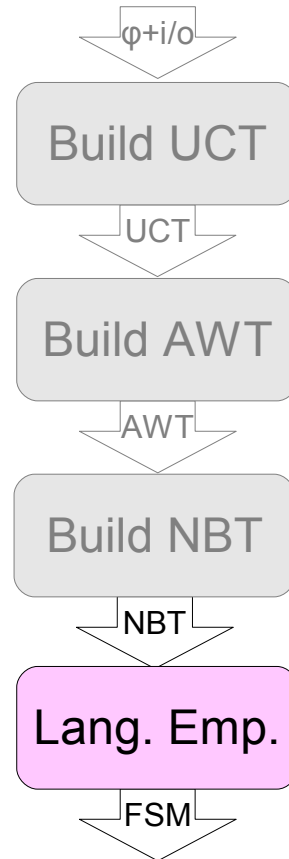 φ+i/o
Build UCT
UCT
Build AWT
AWT
Build NBT
NBT
Lang. Emp.
FSM